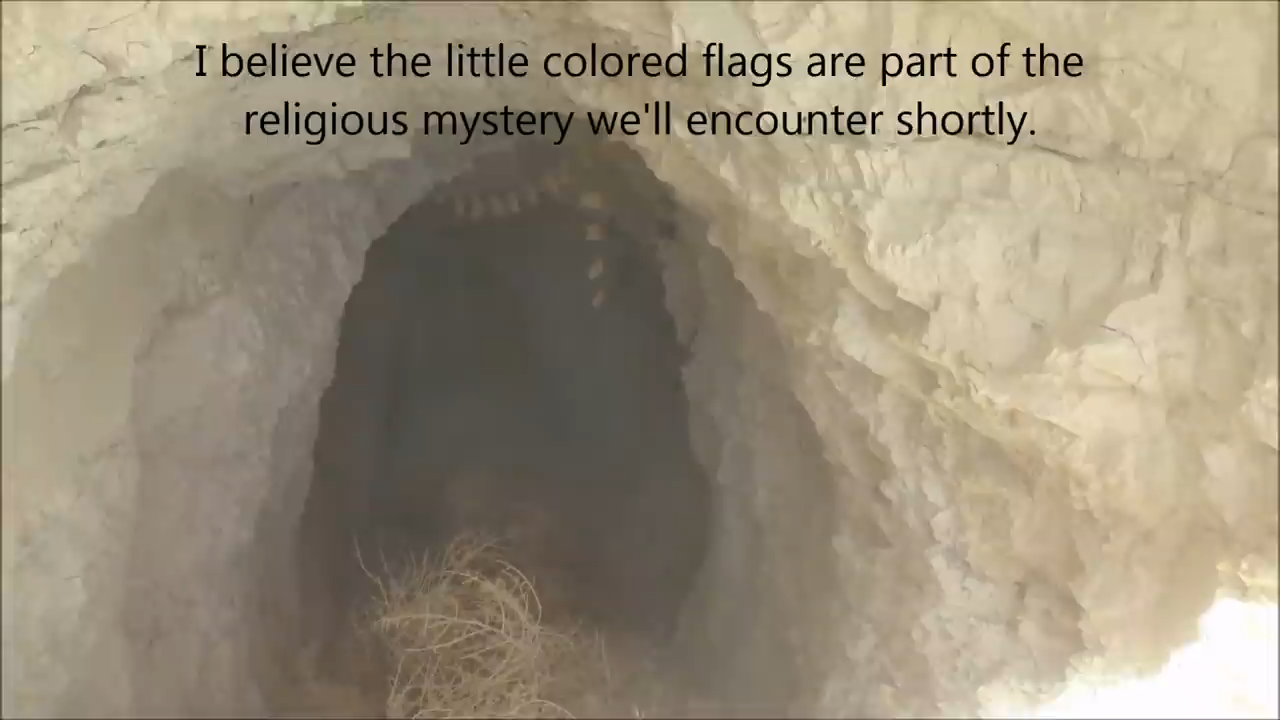 I believe the little colored flags are part of the
religious mystery we'll encounter shortly.